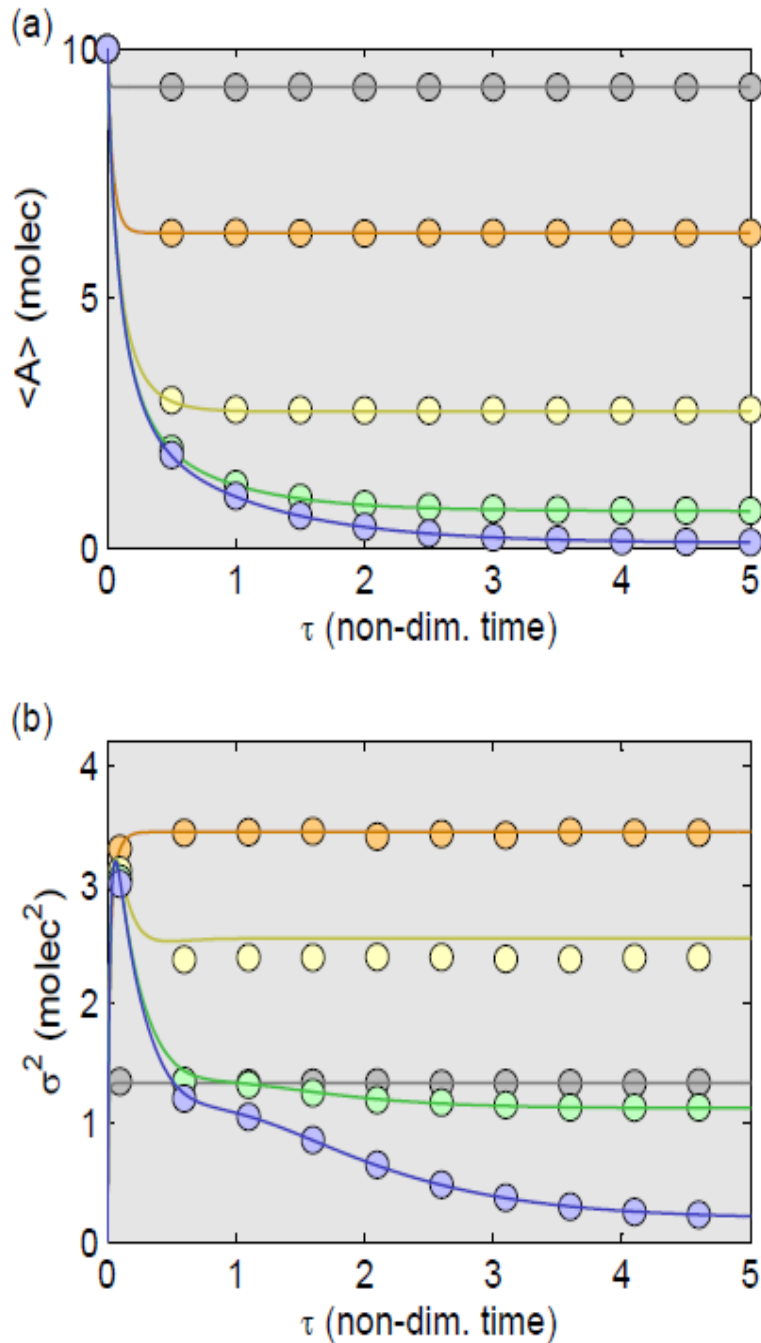 (a)
10
5
0
<A> (molec)
0 1 2 3 4 5
τ (non-dim. time)
(b)
4
3
2
1
0
σ² (molec²)
0 1 2 3 4 5
τ (non-dim. time)